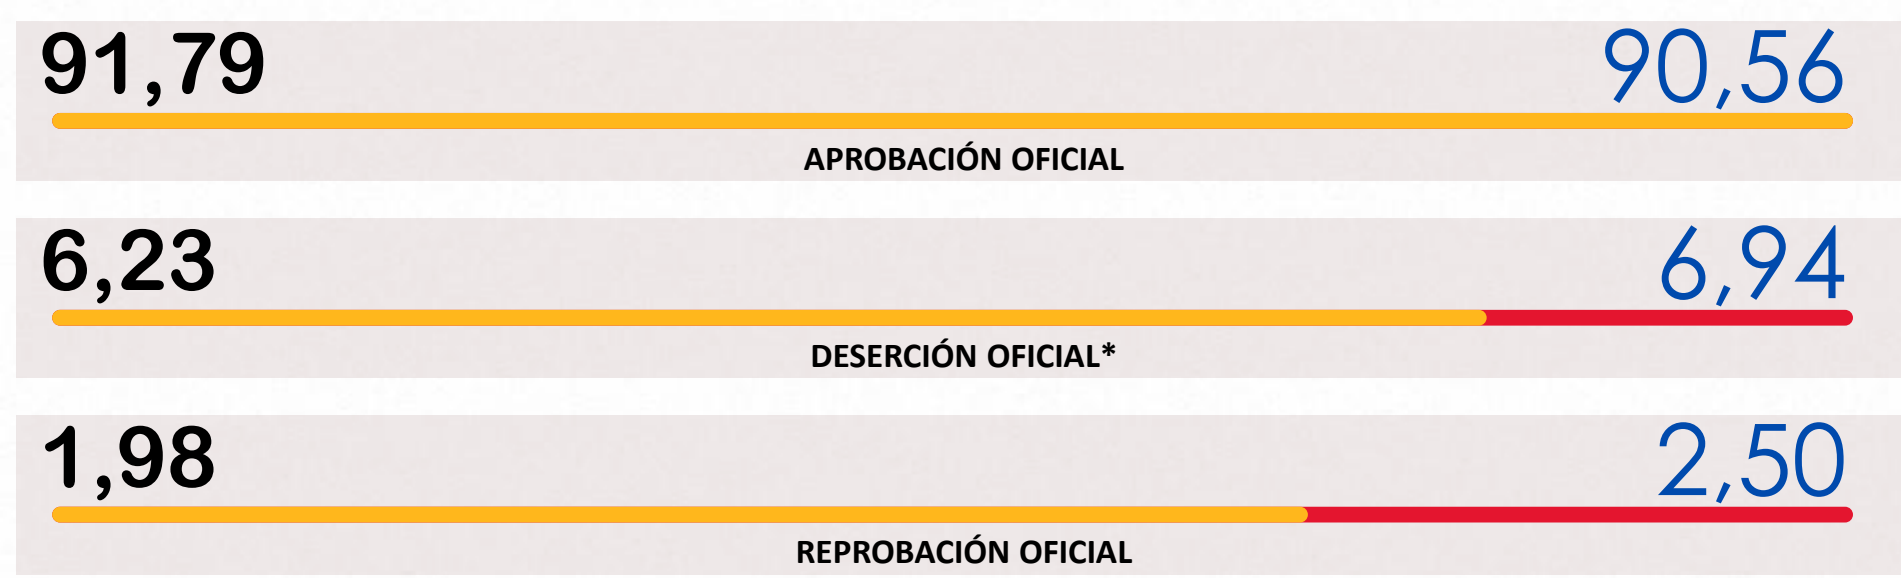 91,79 90,56
APROBACIÓN OFICIAL
6,23 6,94
DESERCIÓN OFICIAL*
1,98 2,50
REPROBACIÓN OFICIAL